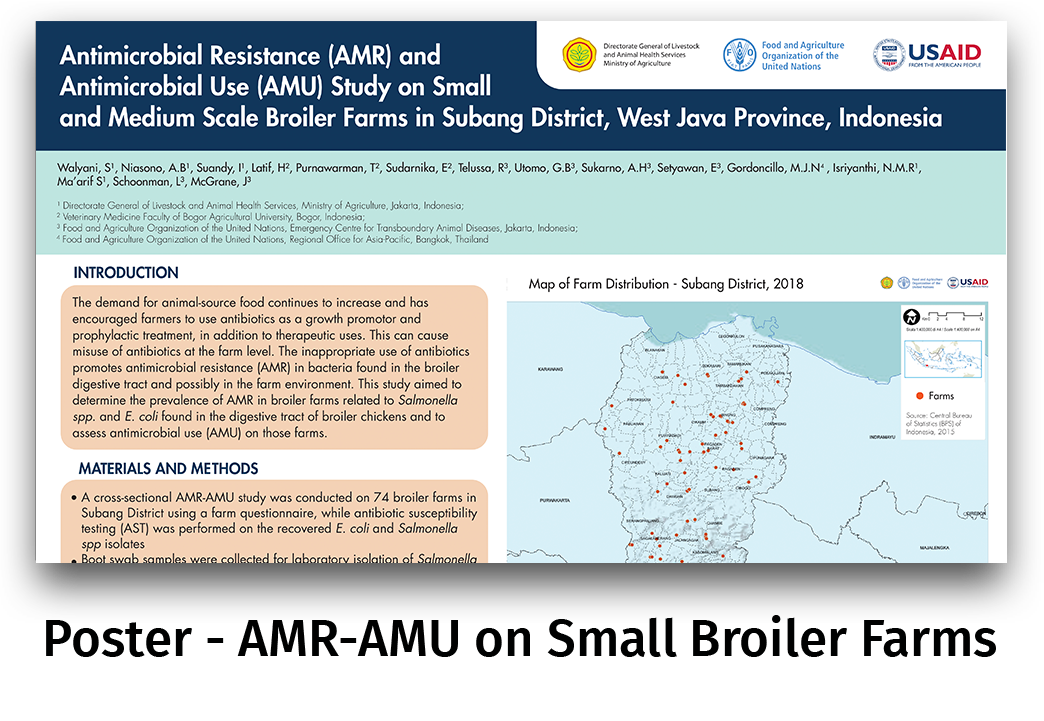 Antimicrobial Resistance (AMR) and
Antimicrobial Use (AMU) Study on Small
and Medium Scale Broiler Farms in Subang District, West Java Province, Indonesia
Directorate General of Livestock
and Animal Health Services
Ministry of Agriculture
Food and Agriculture
Organization of the
United Nations
USAID
FROM THE AMERICAN PEOPLE
Walyani, S¹, Niasono, A.B¹, Suandy, I¹, Latif, H², Purnawarman, T², Sudarnika, E², Telussa, R³, Utomo, G.B³, Sukarno, A.H³, Setyawan, E³, Gordoncillo, M.J.N⁴ , Isriyanthi, N.M.R¹,
Ma'arif S¹, Schoonman, L³, McGrane, J³
¹ Directorate General of Livestock and Animal Health Services, Ministry of Agriculture, Jakarta, Indonesia;
² Veterinary Medicine Faculty of Bogor Agricultural University, Bogor, Indonesia;
³ Food and Agriculture Organization of the United Nations, Emergency Centre for Transboundary Animal Diseases, Jakarta, Indonesia;
⁴ Food and Agriculture Organization of the United Nations, Regional Office for Asia-Pacific, Bangkok, Thailand
INTRODUCTION
The demand for animal-source food continues to increase and has
encouraged farmers to use antibiotics as a growth promotor and
prophylactic treatment, in addition to therapeutic uses. This can cause
misuse of antibiotics at the farm level. The inappropriate use of antibiotics
promotes antimicrobial resistance (AMR) in bacteria found in the broiler
digestive tract and possibly in the farm environment. This study aimed to
determine the prevalence of AMR in broiler farms related to Salmonella
spp. and E. coli found in the digestive tract of broiler chickens and to
assess antimicrobial use (AMU) on those farms.
MATERIALS AND METHODS
• A cross-sectional AMR-AMU study was conducted on 74 broiler farms in
Subang District using a farm questionnaire, while antibiotic susceptibility
testing (AST) was performed on the recovered E. coli and Salmonella
spp isolates
• Boot swab samples were collected for laboratory isolation of Salmonella
Map of Farm Distribution - Subang District, 2018
USAID
KARAWANG
PURWAKARTA
INDRAMAYU
MAJALENGKA
Farms
Source: Central Bureau
of Statistics (BPS) of
Indonesia, 2015
Poster - AMR-AMU on Small Broiler Farms